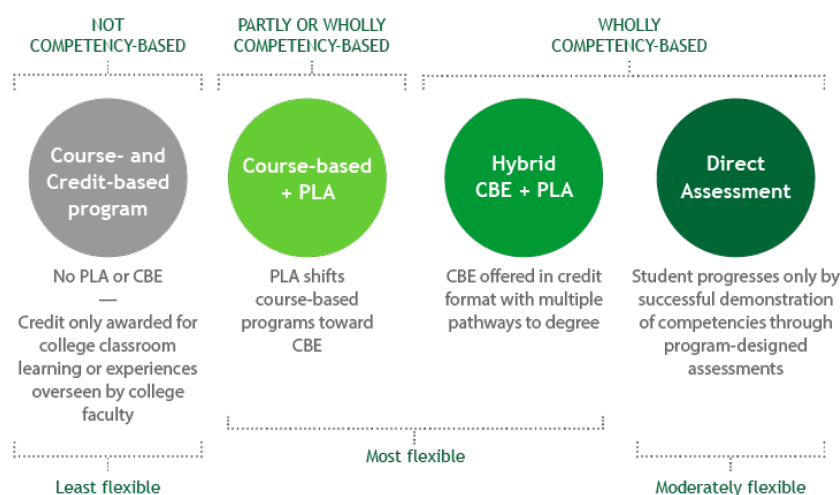 NOT
COMPETENCY-BASED
PARTLY OR WHOLLY
COMPETENCY-BASED
WHOLLY
COMPETENCY-BASED
Course- and
Credit-based
program
Course-based
+ PLA
Hybrid
CBE + PLA
Direct
Assessment
No PLA or CBE
—
Credit only awarded for
college classroom
learning or experiences
overseen by college
faculty
PLA shifts
course-based
programs toward
CBE
CBE offered in credit
format with multiple
pathways to degree
Student progresses only by
successful demonstration
of competencies through
program-designed
assessments
Least flexible
Most flexible
Moderately flexible